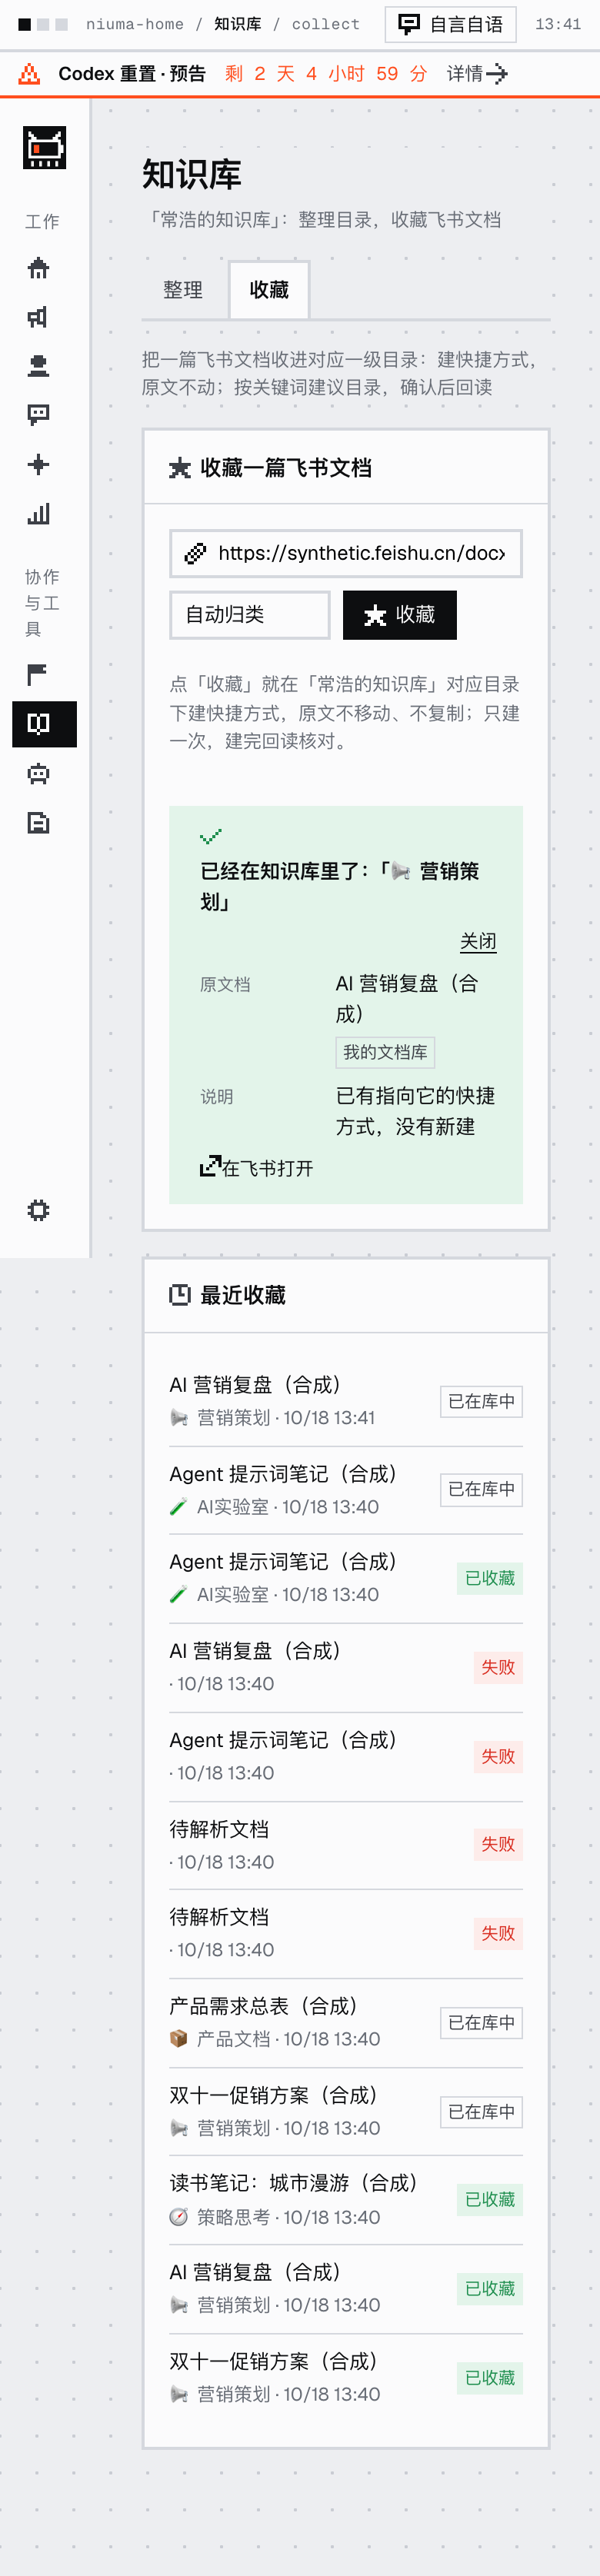 niuma-home / 知识库 / collect 自言自语 13:41
Codex 重置 · 预告 剩 2 天 4 小时 59 分 详情
工作
协作
与工
具
知识库
「常浩的知识库」：整理目录，收藏飞书文档
整理 收藏
把一篇飞书文档收进对应一级目录：建快捷方式，
原文不动；按关键词建议目录，确认后回读
收藏一篇飞书文档
https://synthetic.feishu.cn/docx
自动归类 收藏
点「收藏」就在「常浩的知识库」对应目录
下建快捷方式，原文不移动、不复制；只建
一次，建完回读核对。
已经在知识库里了：「📢 营销策
划」
关闭
原文档 AI 营销复盘（合
成）
我的文档库
说明 已有指向它的快捷
方式，没有新建
在飞书打开
最近收藏
AI 营销复盘（合成）
营销策划 · 10/18 13:41
已在库中
Agent 提示词笔记（合成）
AI实验室 · 10/18 13:40
已在库中
Agent 提示词笔记（合成）
AI实验室 · 10/18 13:40
已收藏
AI 营销复盘（合成）
· 10/18 13:40
失败
Agent 提示词笔记（合成）
· 10/18 13:40
失败
待解析文档
· 10/18 13:40
失败
待解析文档
· 10/18 13:40
失败
产品需求总表（合成）
产品文档 · 10/18 13:40
已在库中
双十一促销方案（合成）
营销策划 · 10/18 13:40
已在库中
读书笔记：城市漫游（合成）
策略思考 · 10/18 13:40
已收藏
AI 营销复盘（合成）
营销策划 · 10/18 13:40
已收藏
双十一促销方案（合成）
营销策划 · 10/18 13:40
已收藏